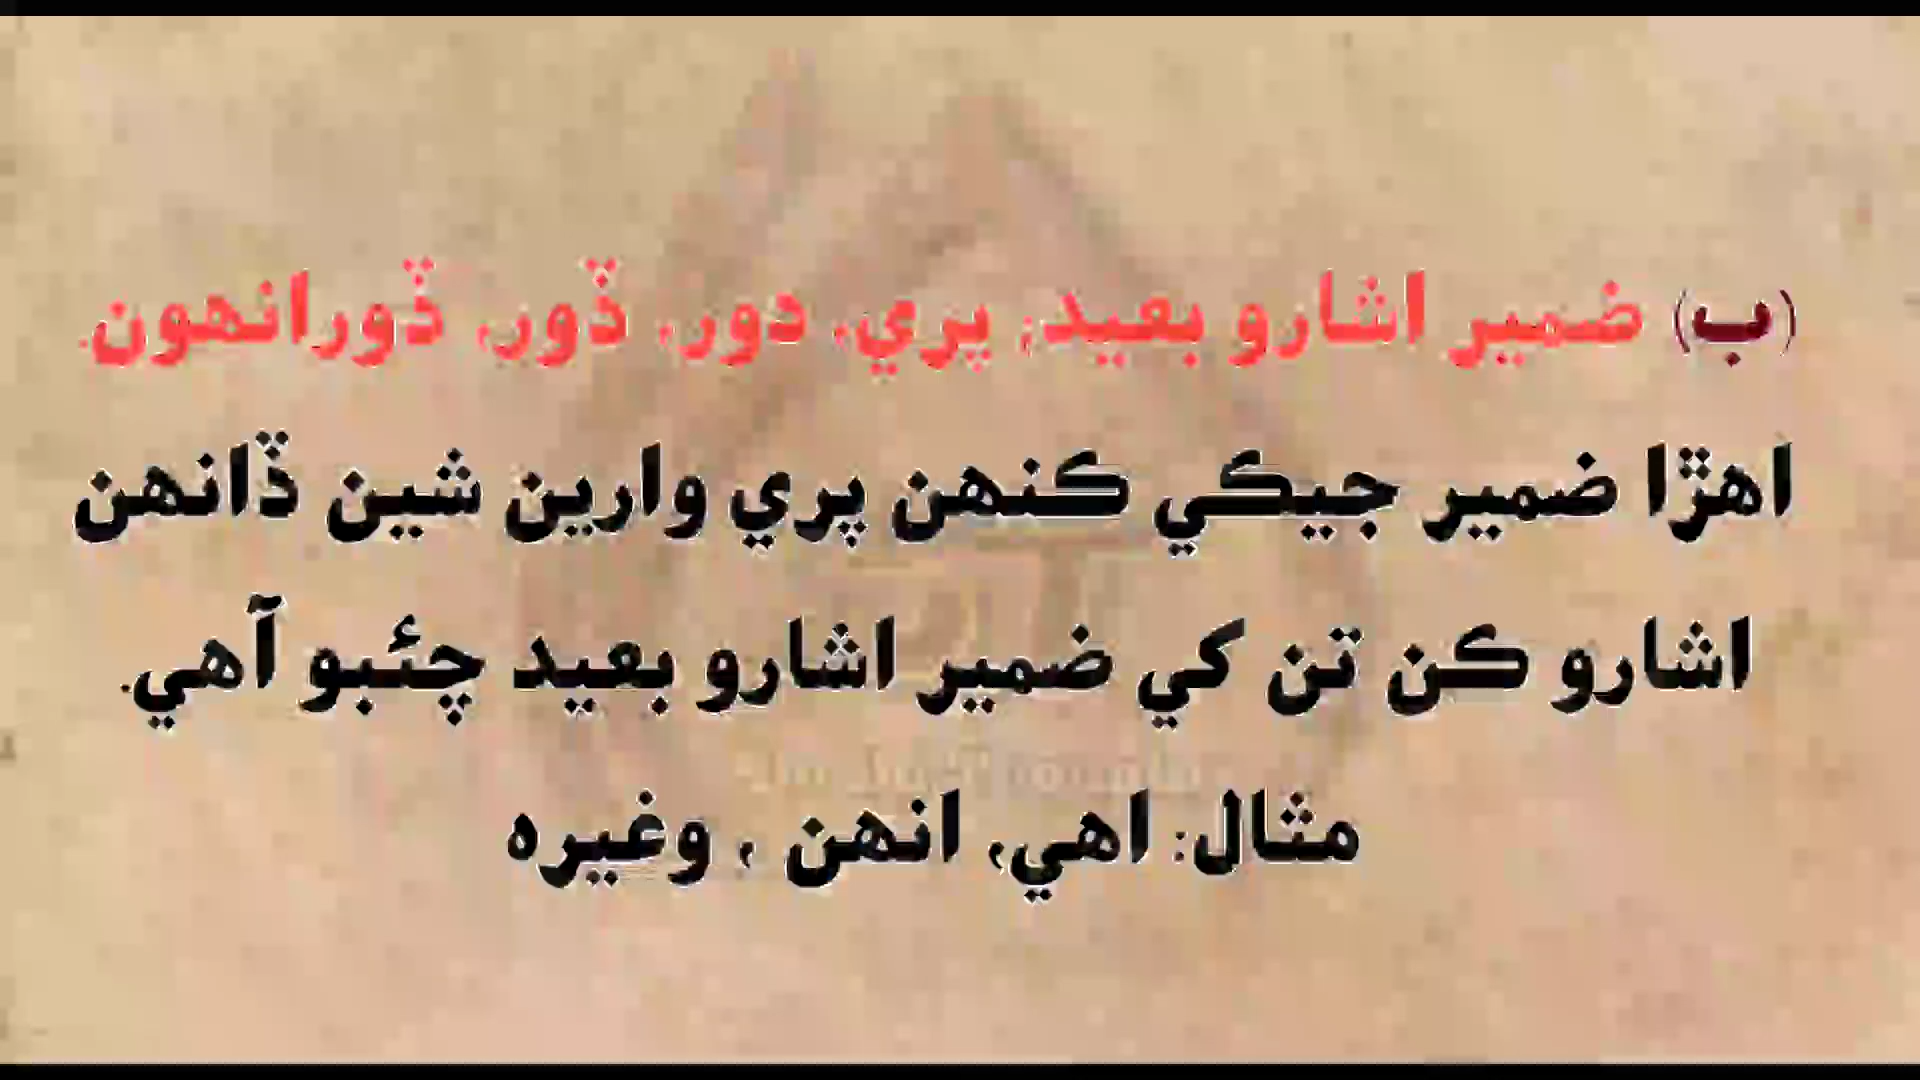 (ب) ضمير اشارو بعيد: پري، دور، ڏور، ڏورانهون.
اهڙا ضمير جيڪي ڪنهن پري وارين شين ڏانهن
اشارو ڪن تن کي ضمير اشارو بعيد چئبو آهي.
مثال: اهي، انهن ، وغيره